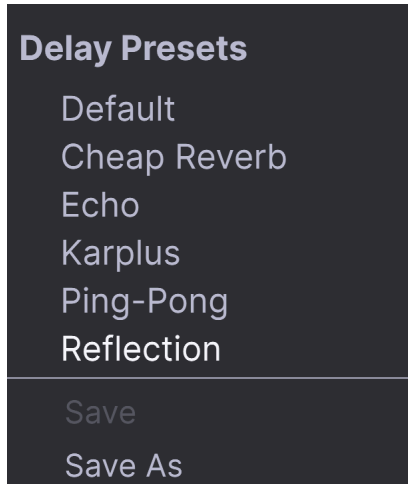 Delay Presets
Default
Cheap Reverb
Echo
Karplus
Ping-Pong
Reflection
Save
Save As